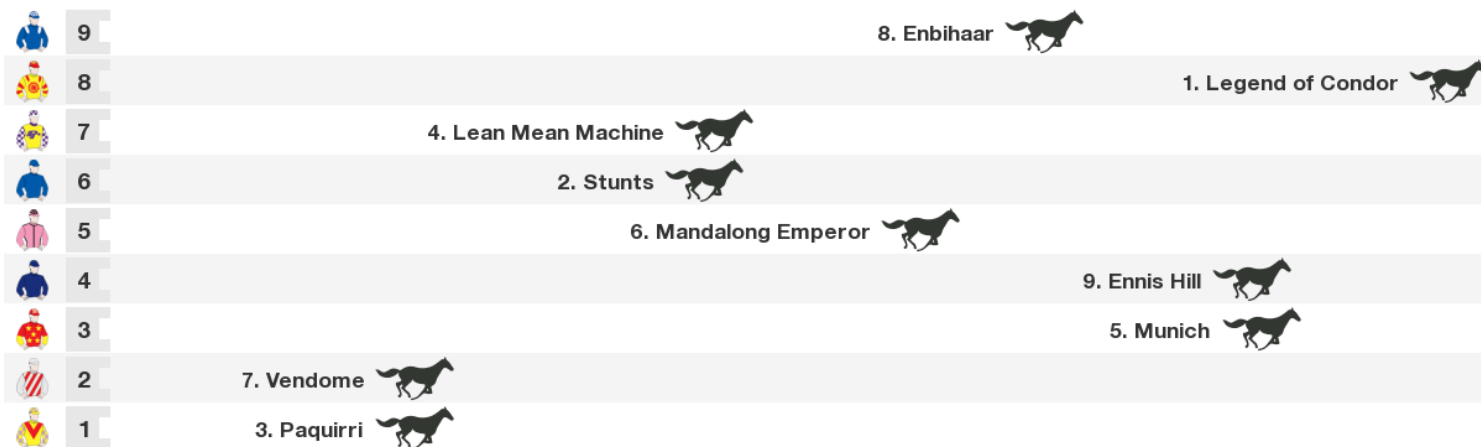 9 8. Enbihaar
8 1. Legend of Condor
7 4. Lean Mean Machine
6 2. Stunts
5 6. Mandalong Emperor
4 9. Ennis Hill
3 5. Munich
2 7. Vendome
1 3. Paquirri